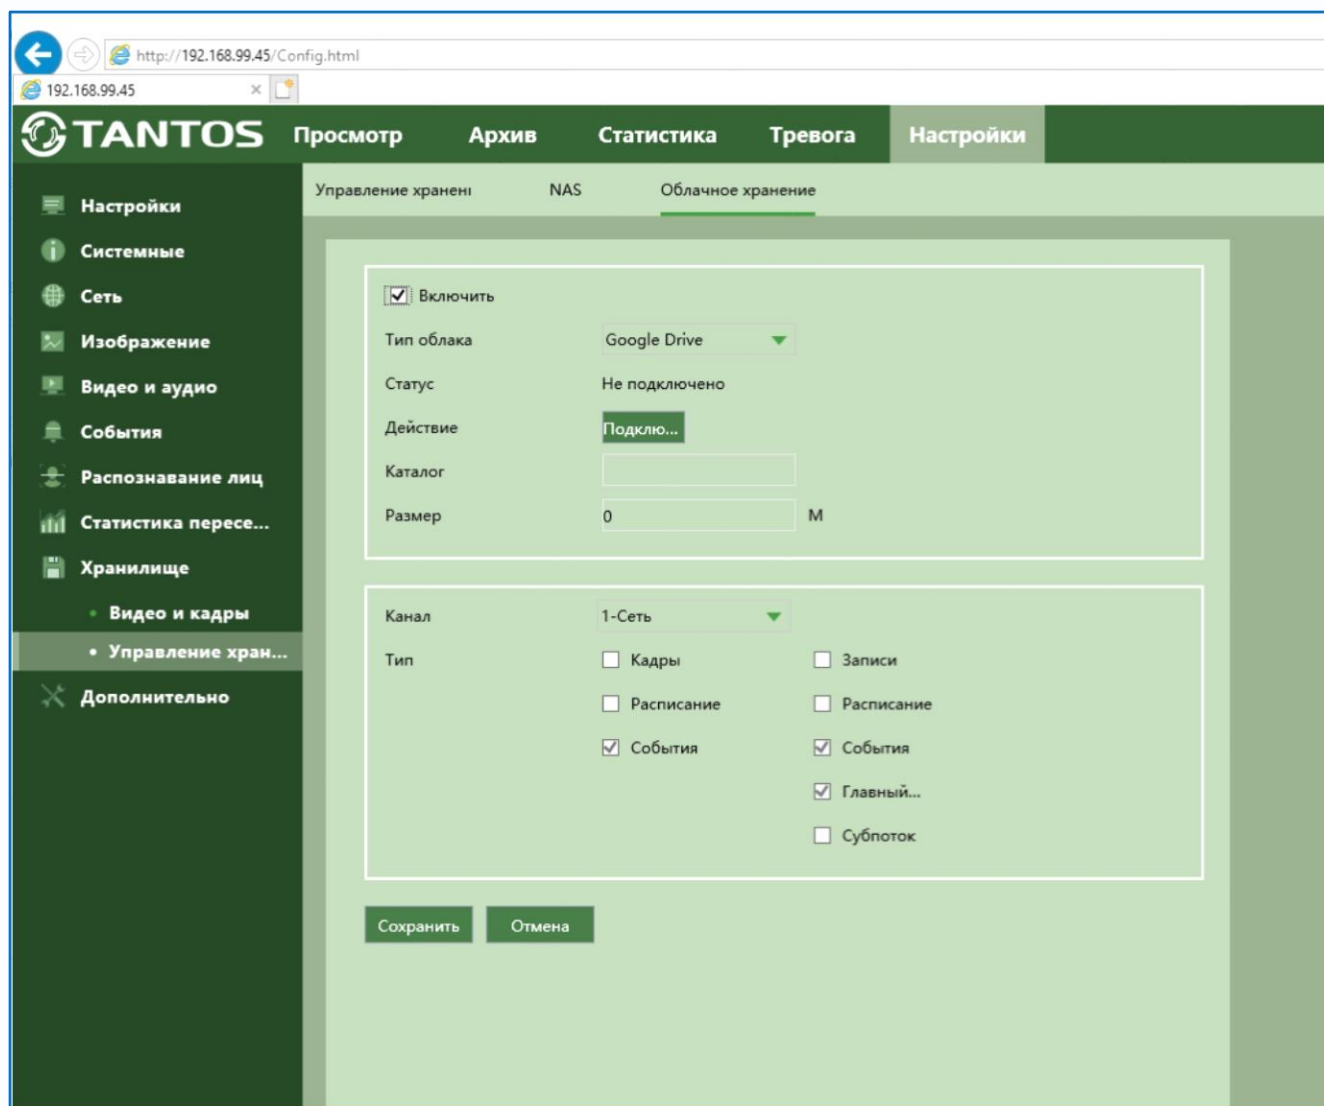 http://192.168.99.45/Config.html
192.168.99.45
TANTOS Просмотр Архив Статистика Тревога Настройки
Управление хранени NAS Облачное хранение
Настройки
Системные
Сеть
Изображение
Видео и аудио
События
Распознавание лиц
Статистика пересе...
Хранилище
Видео и кадры
Управление хран...
Дополнительно
Включить
Тип облака Google Drive
Статус Не подключено
Действие Подклю...
Каталог
Размер 0 М
Канал 1-Сеть
Тип Кадры Записи
Расписание Расписание
События События
Главный...
Субпоток
Сохранить Отмена